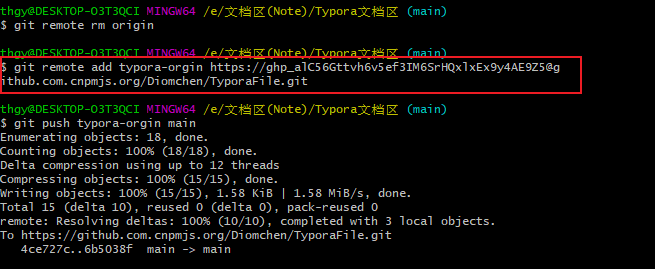 thgy@DESKTOP-O3T3QCI MINGW64 /e/文档区(Note)/Typora文档区 (main)
$ git remote rm origin
thgy@DESKTOP-O3T3QCI MINGW64 /e/文档区(Note)/Typora文档区 (main)
$ git remote add typora-orgin https://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@g
ithub.com.cnpmjs.org/Diomchen/TyporaFile.git
thgy@DESKTOP-O3T3QCI MINGW64 /e/文档区(Note)/Typora文档区 (main)
$ git push typora-orgin main
Enumerating objects: 18, done.
Counting objects: 100% (18/18), done.
Delta compression using up to 12 threads
Compressing objects: 100% (15/15), done.
Writing objects: 100% (15/15), 1.58 KiB | 1.58 MiB/s, done.
Total 15 (delta 10), reused 0 (delta 0), pack-reused 0
remote: Resolving deltas: 100% (10/10), completed with 3 local objects.
To https://github.com.cnpmjs.org/Diomchen/TyporaFile.git
4ce727c..6b5038f main -> main